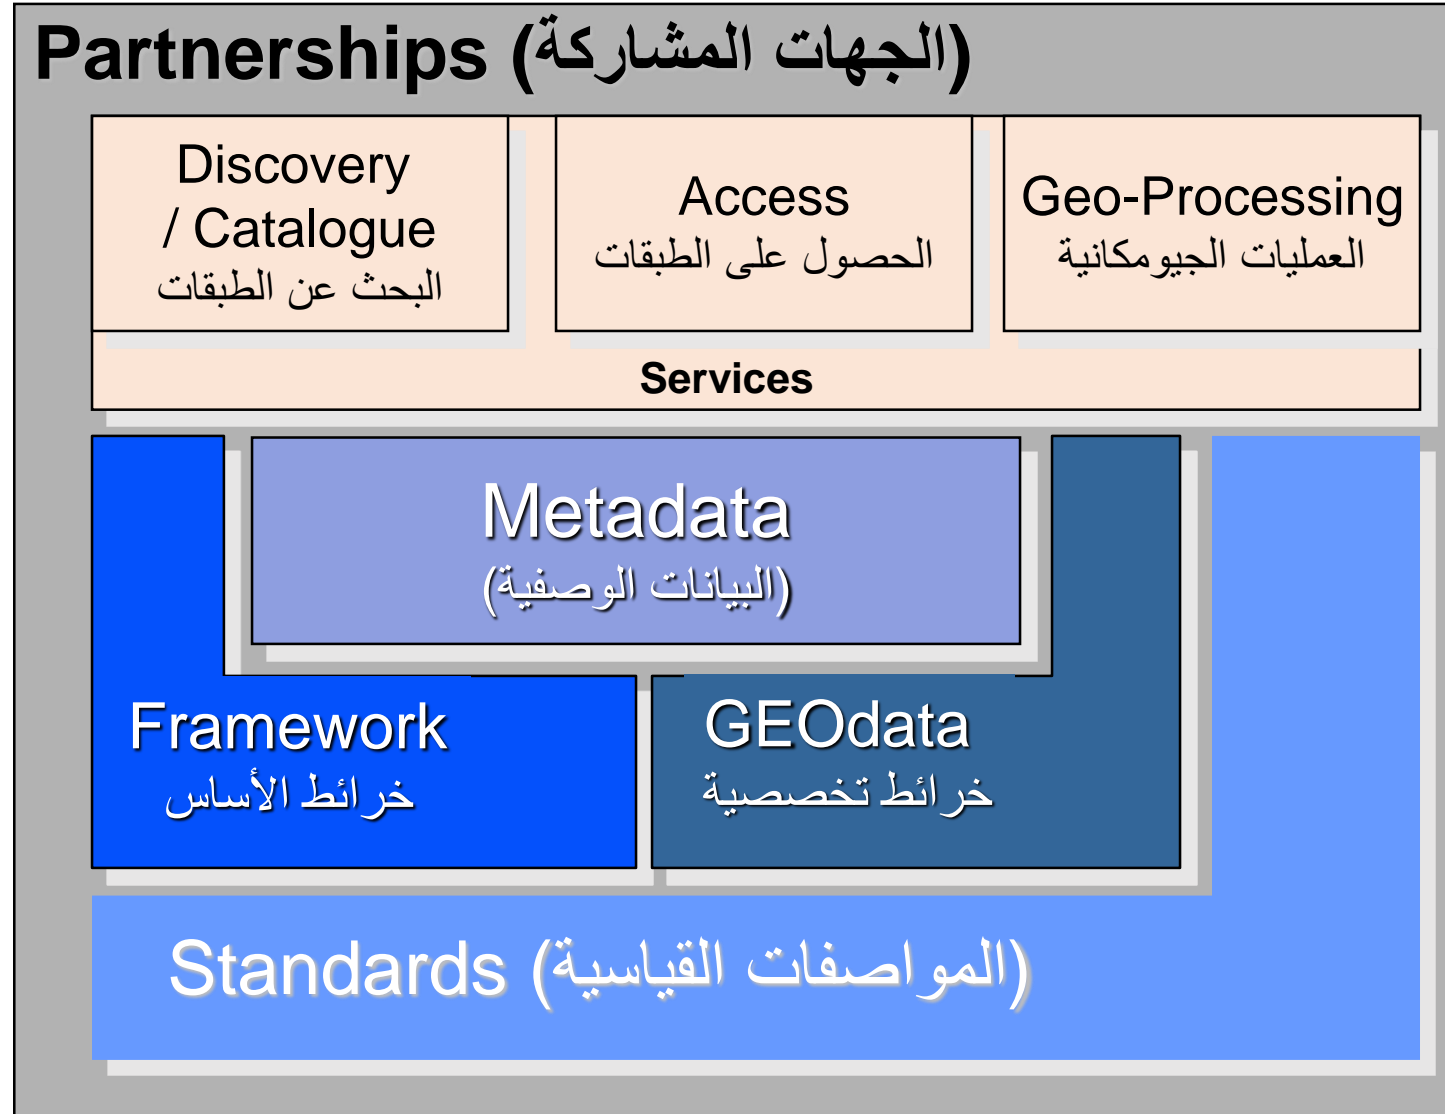 Partnerships (الجهات المشاركة)
Discovery
/ Catalogue
البحث عن الطبقات
Access
الحصول على الطبقات
Geo-Processing
العمليات الجيومكانية
Services
Metadata
(البيانات الوصفية)
Framework
خرائط الأساس
GEOdata
خرائط تخصصية
Standards (المواصفات القياسية)